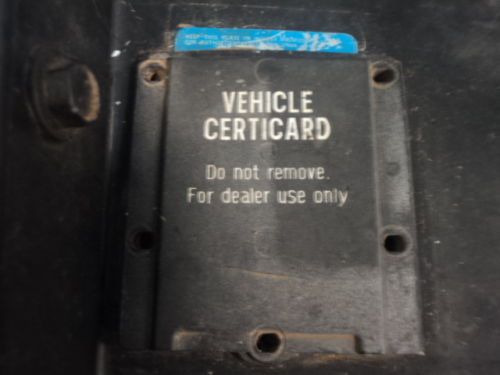 VEHICLE
CERTICARD
Do not remove.
For dealer use only